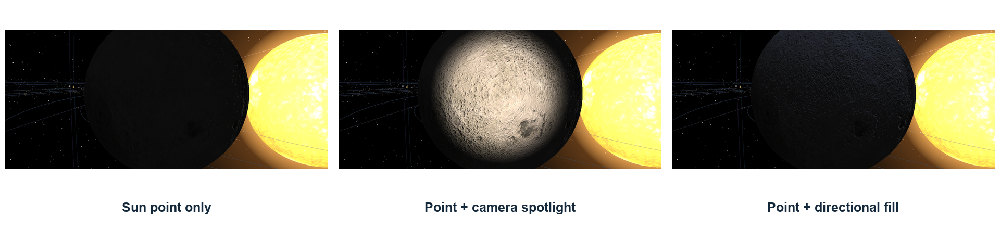 Sun point only
Point + camera spotlight
Point + directional fill